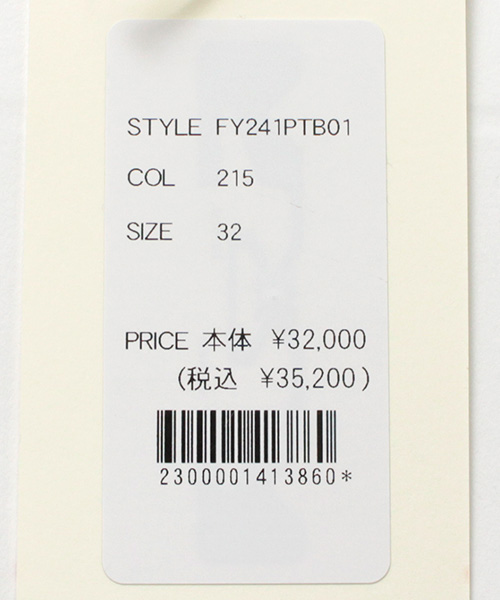 STYLE FY241PTB01
COL 215
SIZE 32
PRICE 本体 ¥32,000
(税込 ¥35,200)
2300001413860*